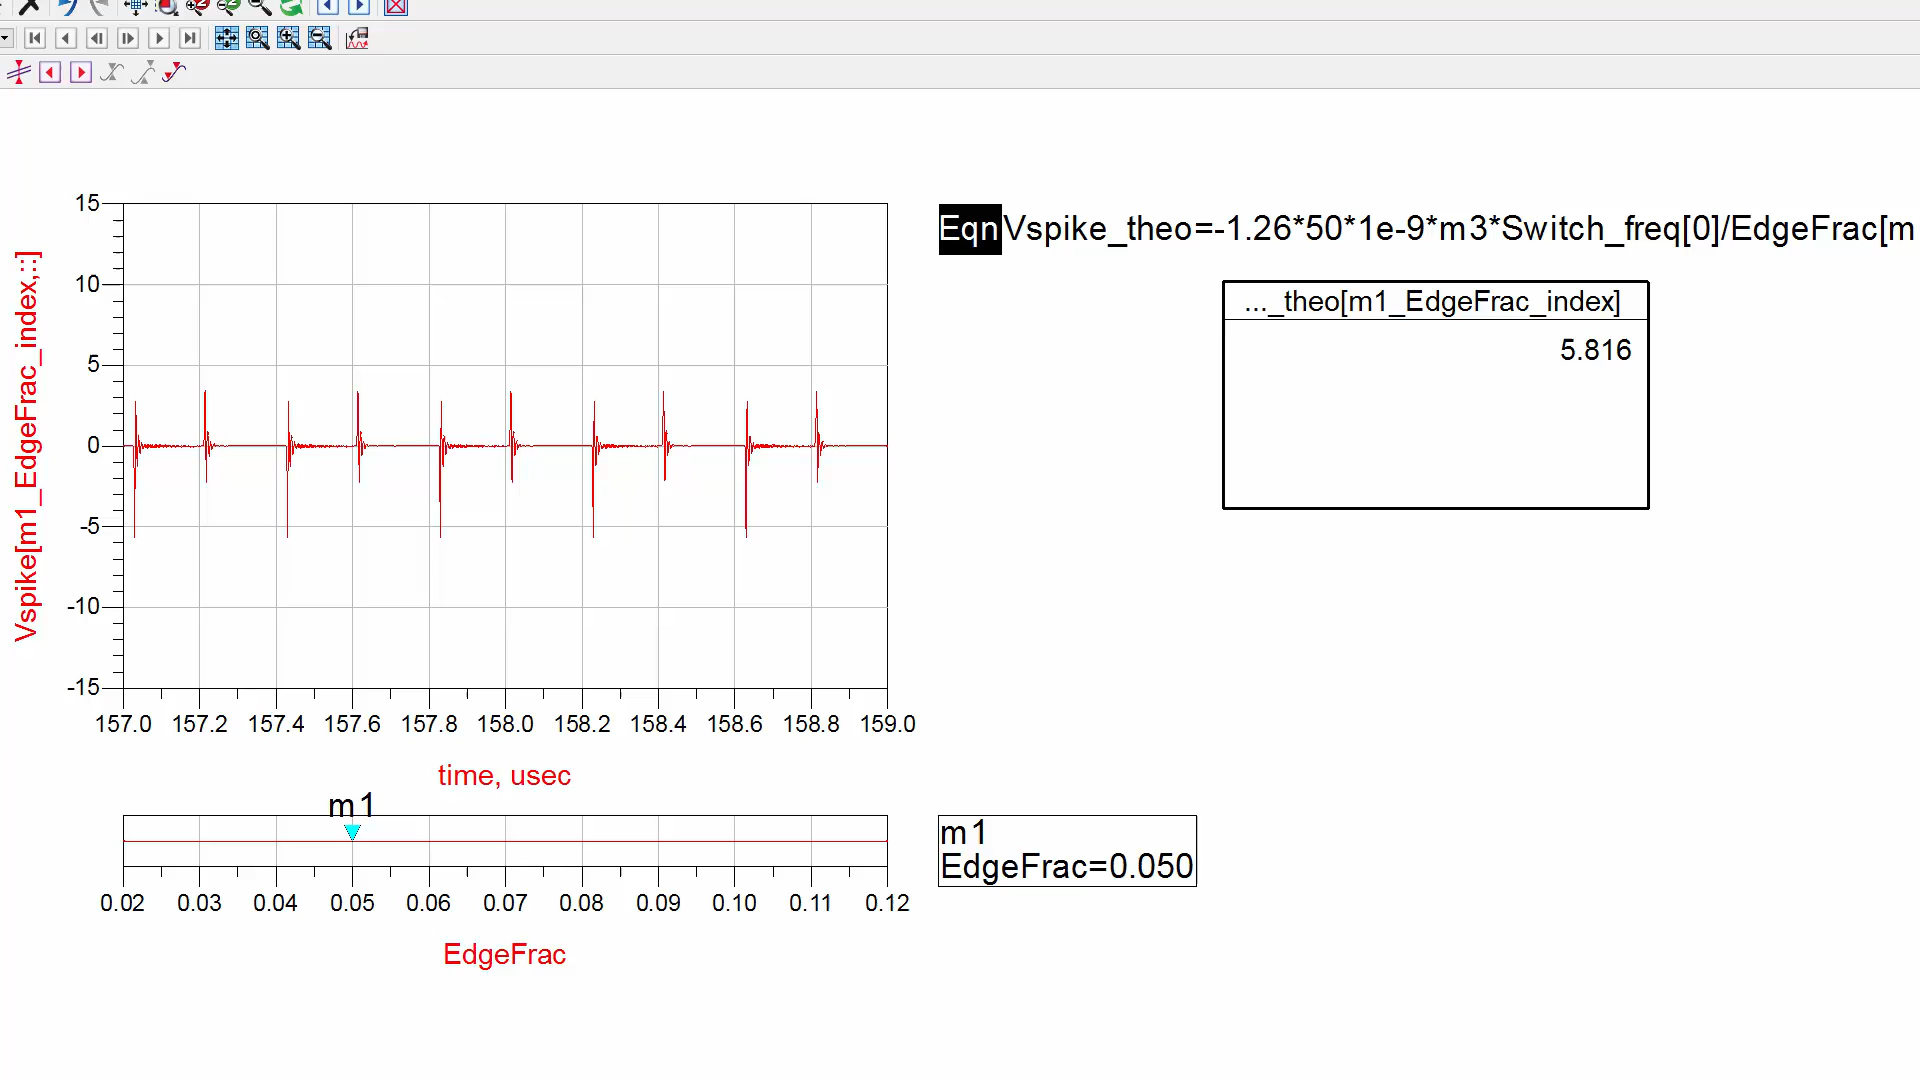 15
10
5
0
-5
-10
-15
Vspike[m1_EdgeFrac_index,::]
157.0 157.2 157.4 157.6 157.8 158.0 158.2 158.4 158.6 158.8 159.0
time, usec
Eqn Vspike_theo=-1.26*50*1e-9*m3*Switch_freq[0]/EdgeFrac[m
..._theo[m1_EdgeFrac_index]
5.816
m1
0.02 0.03 0.04 0.05 0.06 0.07 0.08 0.09 0.10 0.11 0.12
EdgeFrac
m1
EdgeFrac=0.050